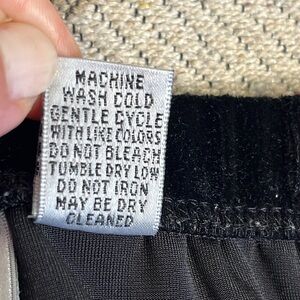 MACHINE
WASH COLD
GENTLE CYCLE
WITH LIKE COLORS
DO NOT BLEACH
TUMBLE DRY LOW
DO NOT IRON
MAY BE DRY
CLEANED